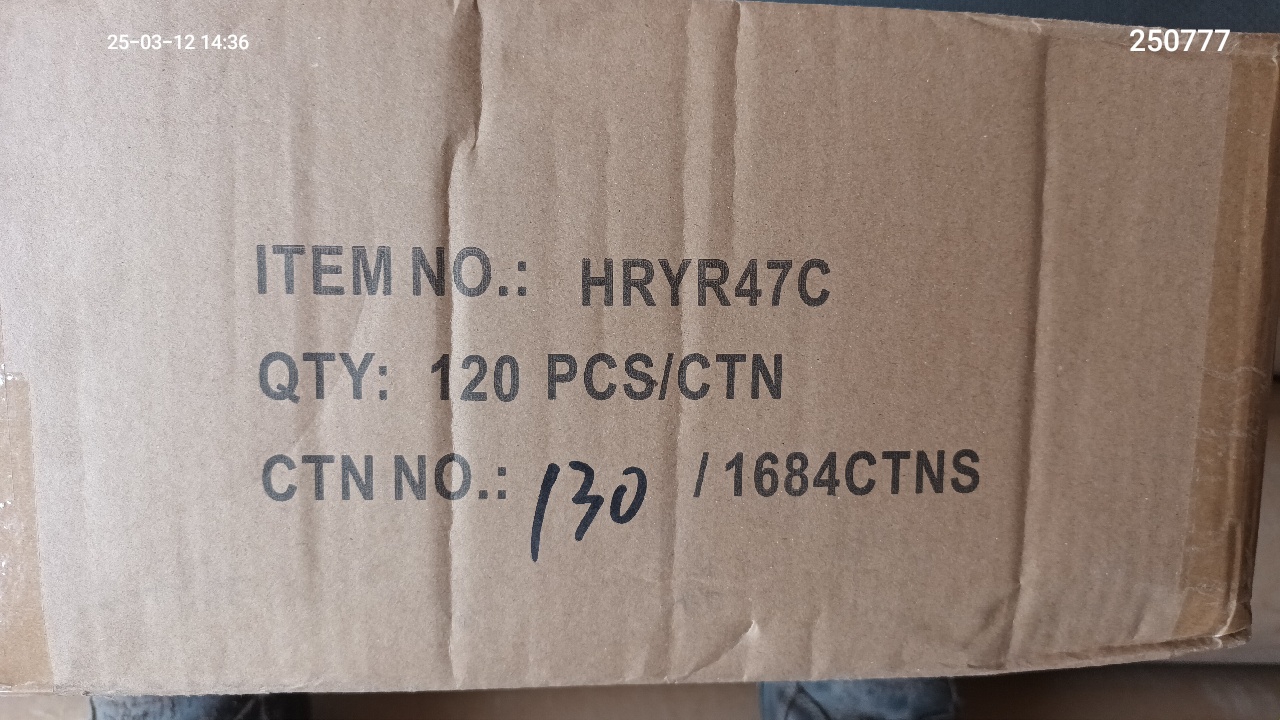 25-03-12 14:36
250777
ITEM NO.: HRYR47C
QTY: 120 PCS/CTN
CTN NO.: 130 / 1684CTNS